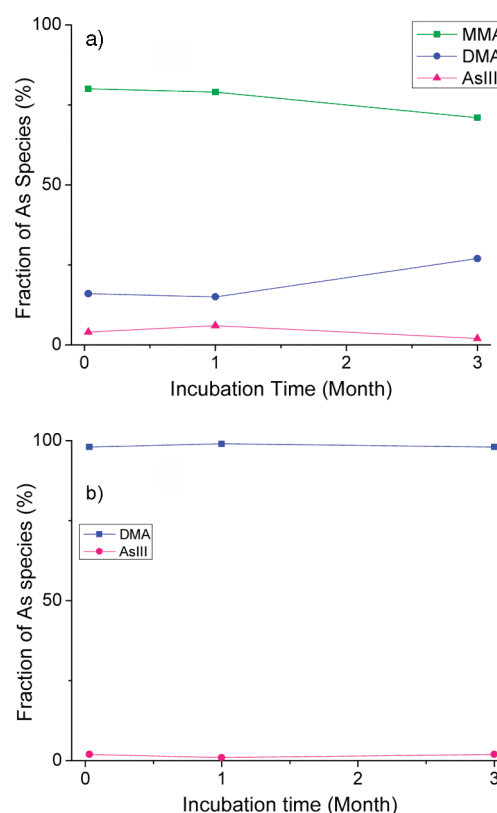 a)
MMA
DMA
AsIII
100
50
0
Fraction of As Species (%)
0 1 2 3
Incubation Time (Month)
b)
DMA
AsIII
100
50
0
Fraction of As species (%)
0 1 2 3
Incubation time (Month)